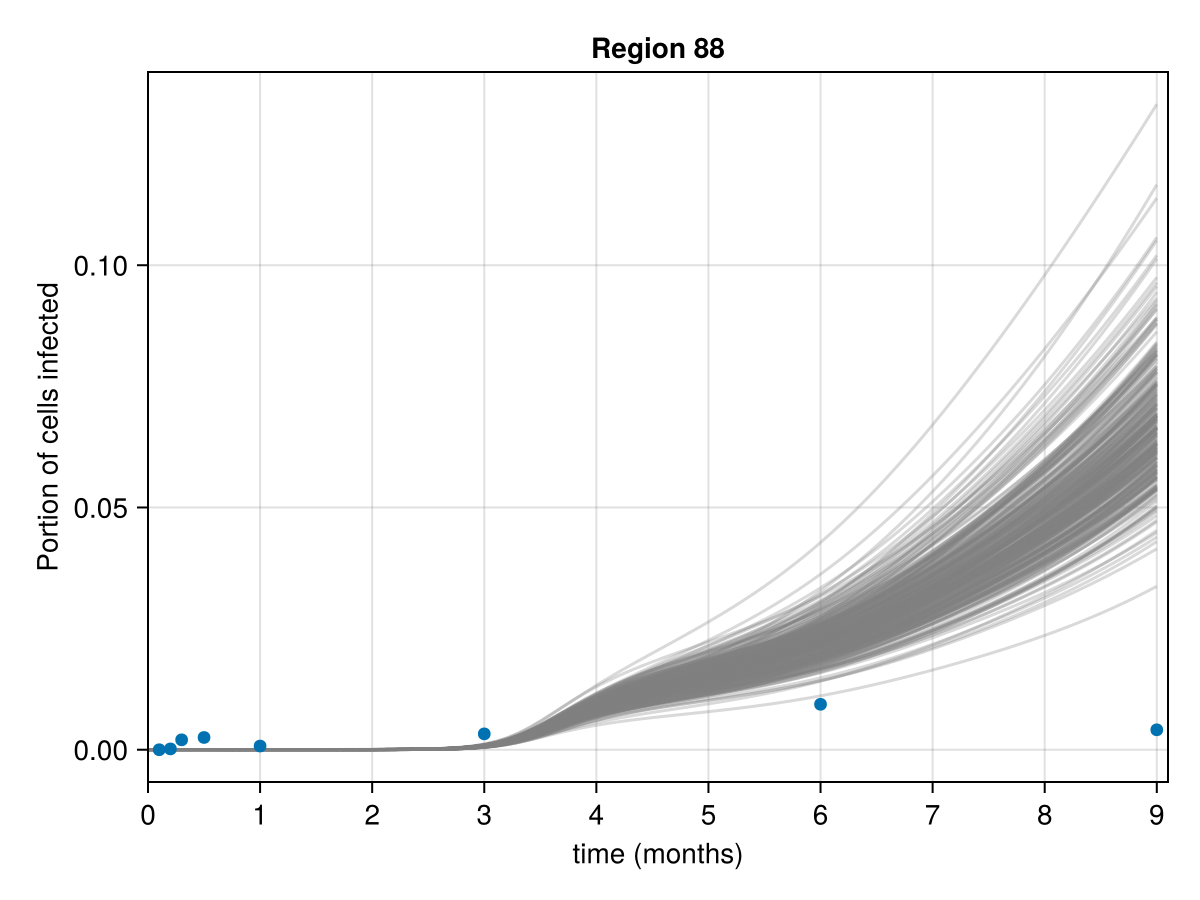 Region 88
Portion of cells infected
0.10
0.05
0.00
0 1 2 3 4 5 6 7 8 9
time (months)